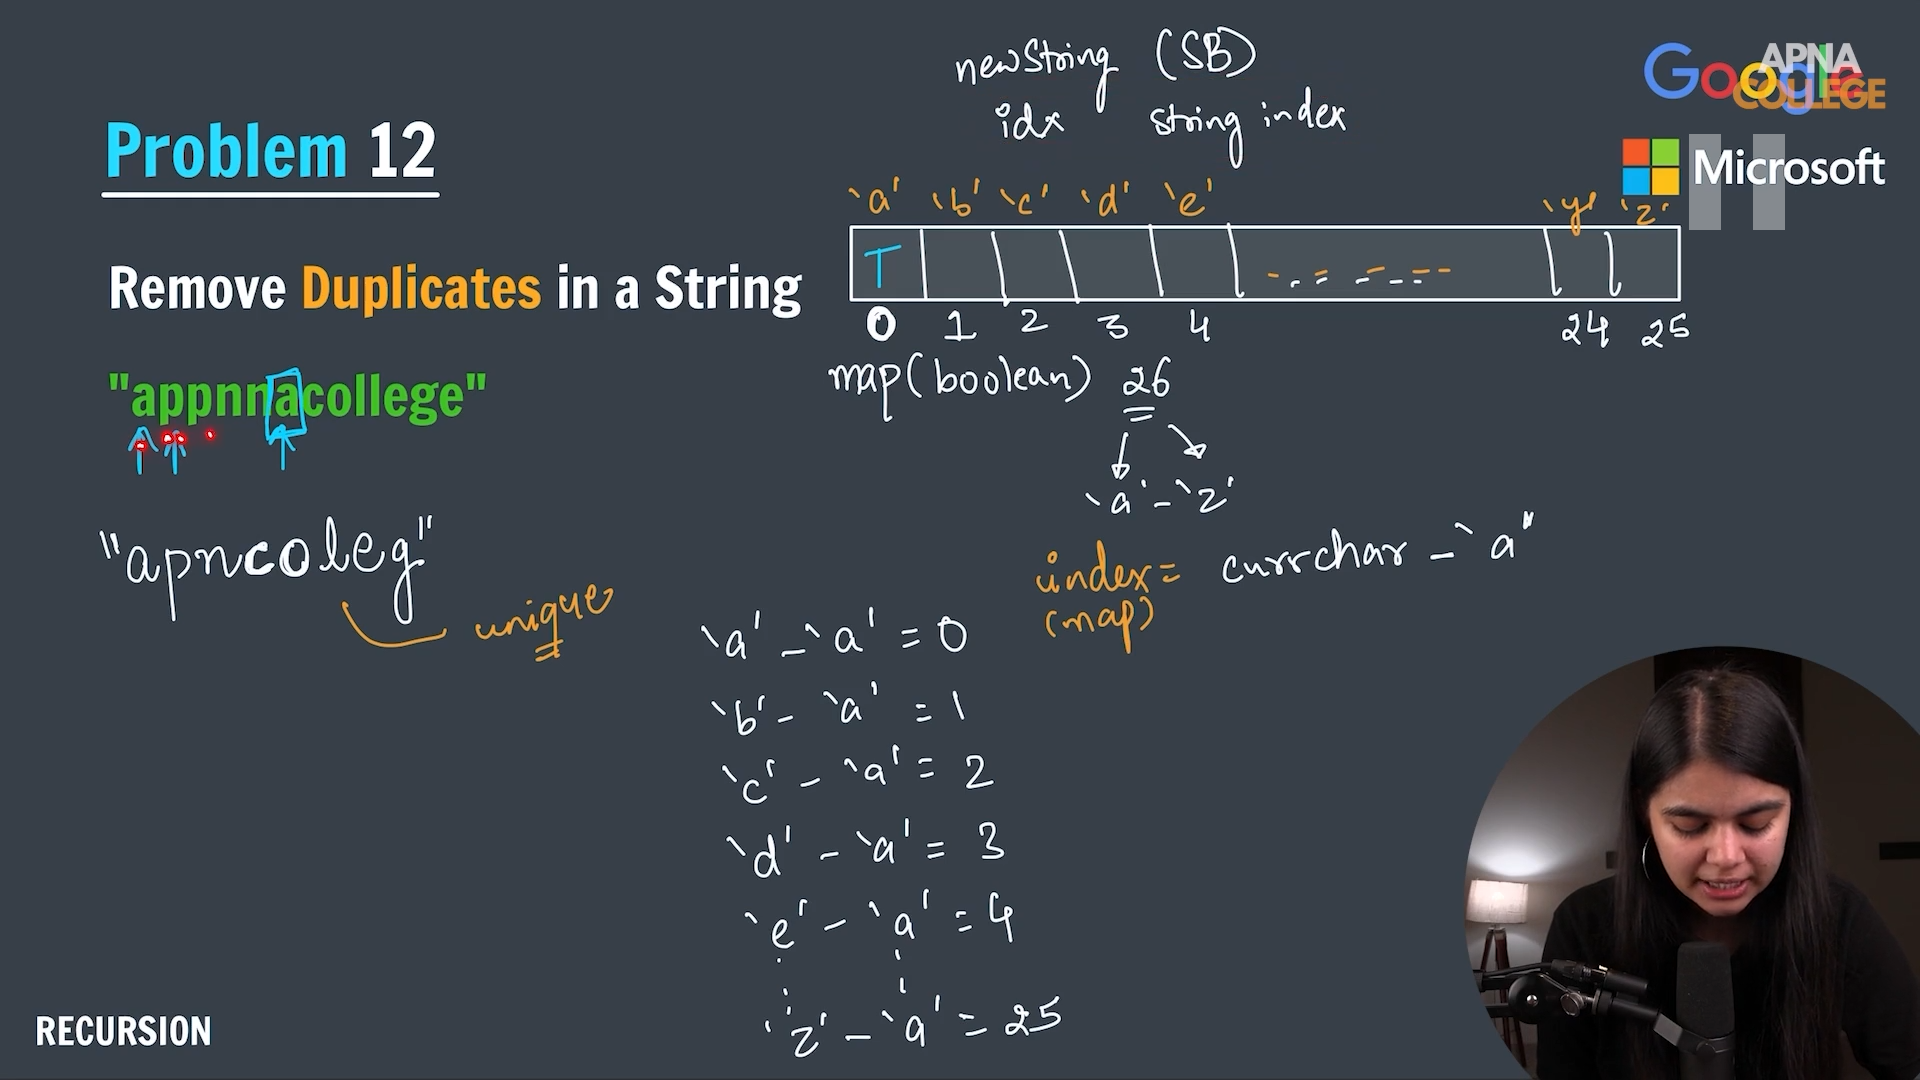 newString (SB)
idx string index
Google
APNA
COLLEGE
Microsoft
Problem 12
Remove Duplicates in a String
"appnnacollege"
"apncoleg"
unique
`a' `b' `c' `d' `e' `y' `z'
T
0 1 2 3 4 24 25
map(boolean) 26
`a' - `z'
index = currchar - `a'
(map)
`a' - `a' = 0
`b' - `a' = 1
`c' - `a' = 2
`d' - `a' = 3
`e' - `a' = 4
`z' - `a' = 25
RECURSION